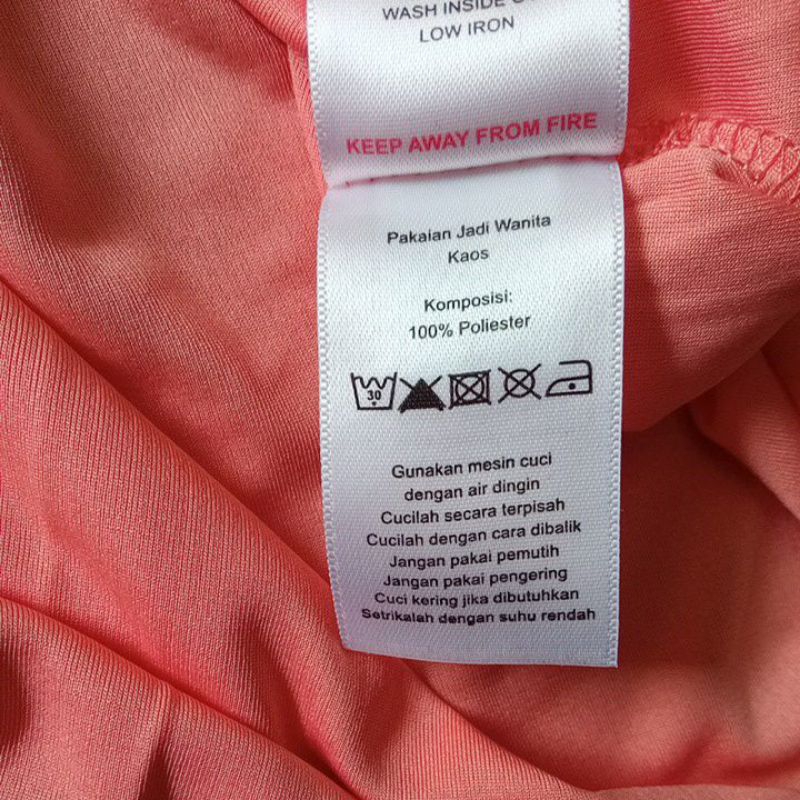 WASH INSIDE
LOW IRON
KEEP AWAY FROM FIRE
Pakaian Jadi Wanita
Kaos
Komposisi:
100% Poliester
30
Gunakan mesin cuci
dengan air dingin
Cucilah secara terpisah
Cucilah dengan cara dibalik
Jangan pakai pemutih
Jangan pakai pengering
Cuci kering jika dibutuhkan
Setrikalah dengan suhu rendah